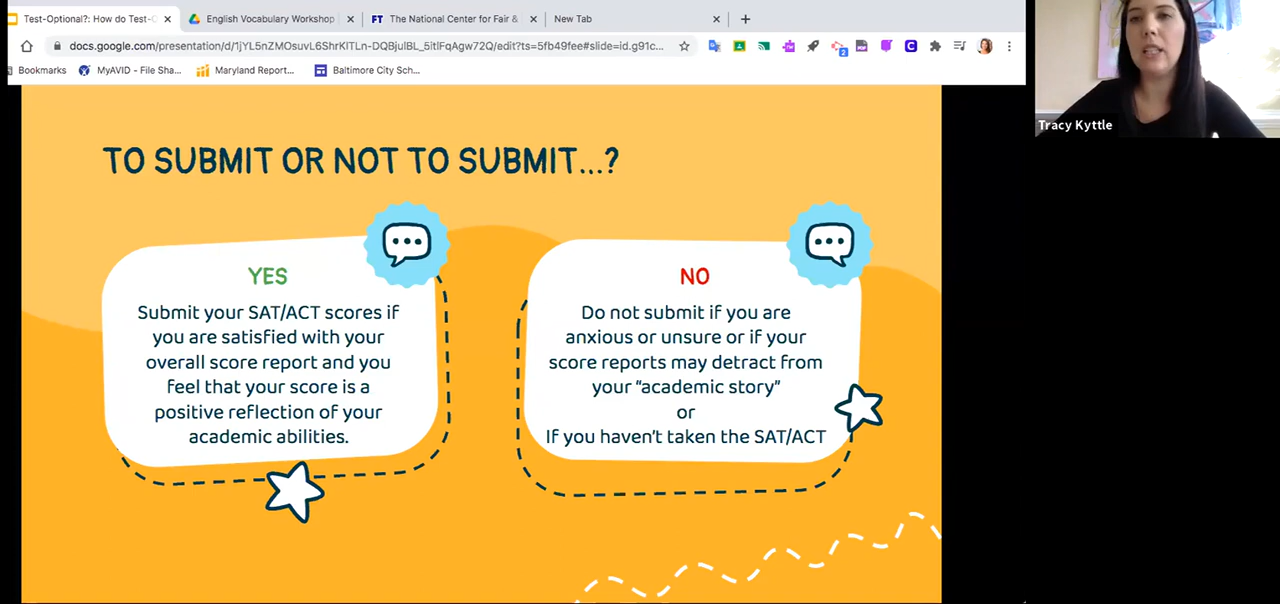 Test-Optional?: How do Test-O
English Vocabulary Workshop
The National Center for Fair &
New Tab
docs.google.com/presentation/d/1jYL5nZMOsuvL6ShrKlTLn-DQBjulBL_5itlFqAgw72Q/edit?ts=5fb49fee#slide=id.g91c...
Bookmarks
MyAVID - File Sha...
Maryland Report...
Baltimore City Sch...
TO SUBMIT OR NOT TO SUBMIT...?
YES
Submit your SAT/ACT scores if
you are satisfied with your
overall score report and you
feel that your score is a
positive reflection of your
academic abilities.
NO
Do not submit if you are
anxious or unsure or if your
score reports may detract from
your “academic story”
or
If you haven’t taken the SAT/ACT
Tracy Kyttle